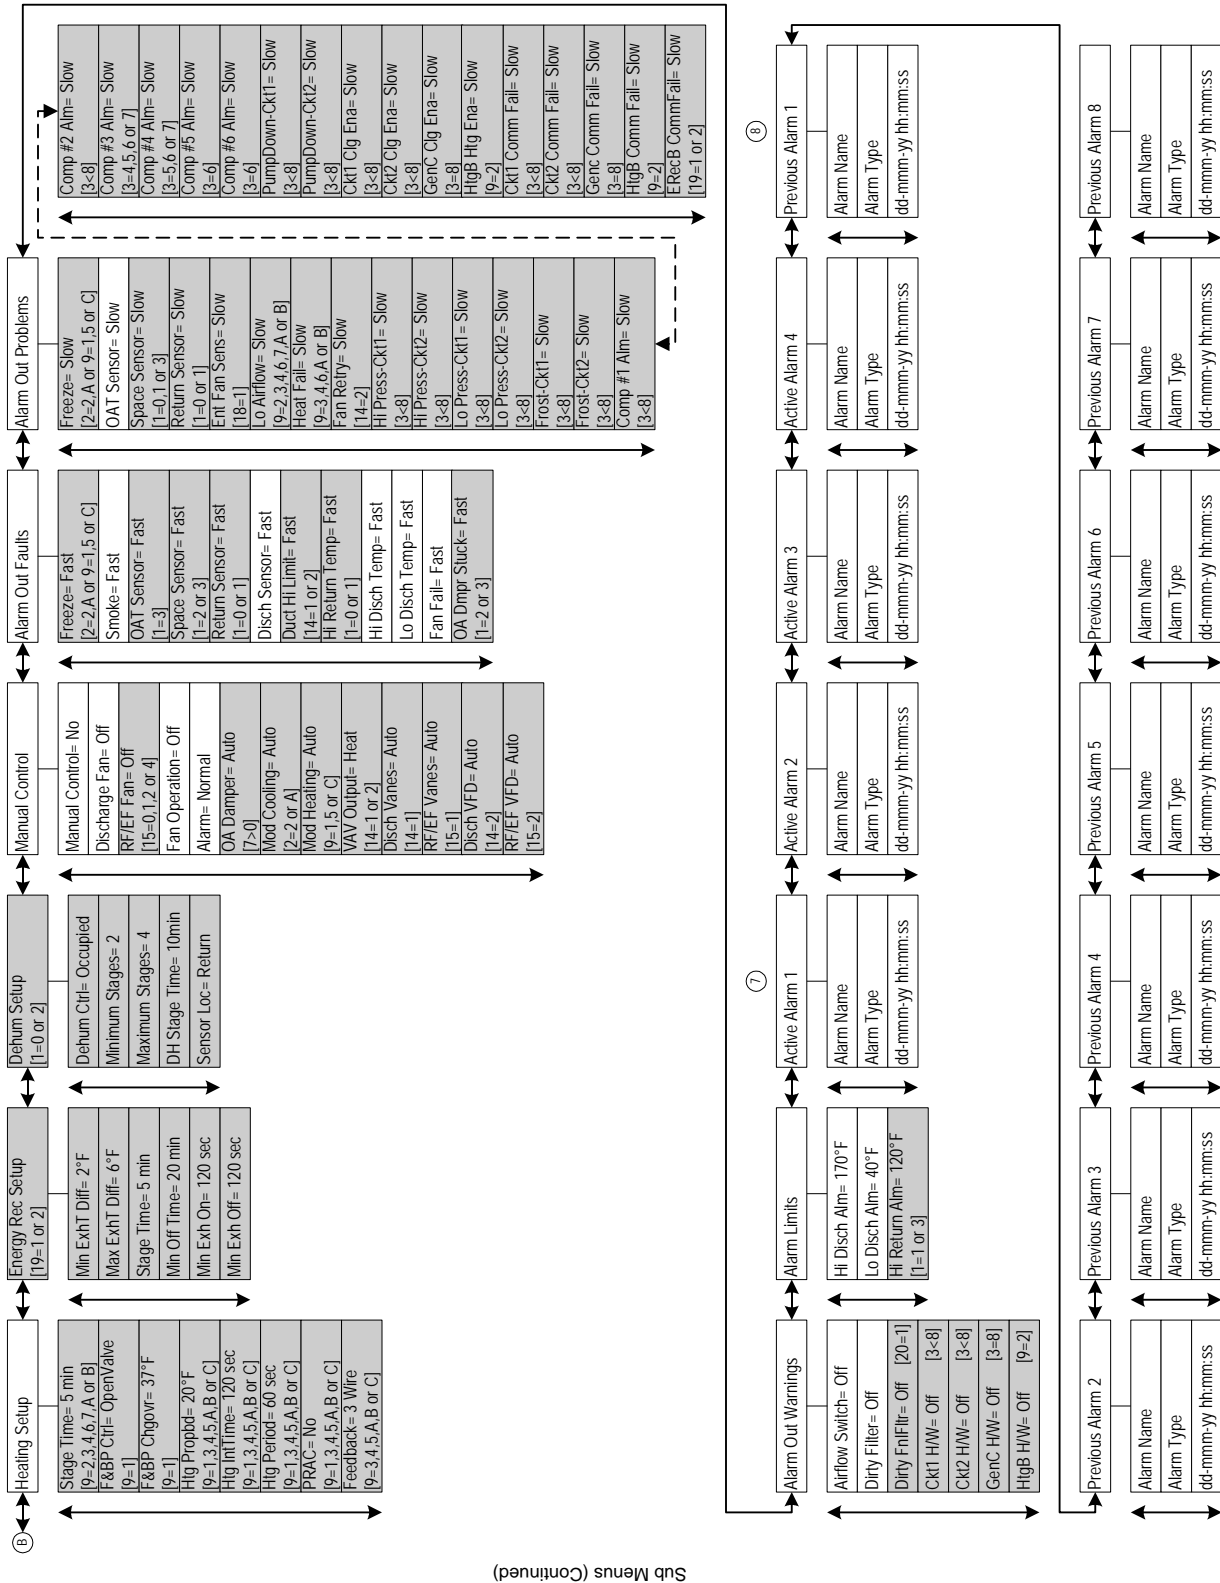 Sub Menus (Continued)
B
Heating Setup
Stage Time= 5 min
[9=2,3,4,6,7,A or B]
F&BP Ctrl= OpenValve
[9=1]
F&BP Chgovr= 37°F
[9=1]
Htg Propbd= 20°F
[9=1,3,4,5,A,B or C]
Htg IntTime= 120 sec
[9=1,3,4,5,A,B or C]
Htg Period= 60 sec
[9=1,3,4,5,A,B or C]
PRAC= No
[9=1,3,4,5,A,B or C]
Feedback= 3 Wire
[9=3,4,5,A,B or C]
Energy Rec Setup
[19=1 or 2]
Min ExhT Diff= 2°F
Max ExhT Diff= 6°F
Stage Time= 5 min
Min Off Time= 20 min
Min Exh On= 120 sec
Min Exh Off= 120 sec
Dehum Setup
[1=0 or 2]
Dehum Ctrl= Occupied
Minimum Stages= 2
Maximum Stages= 4
DH Stage Time= 10min
Sensor Loc= Return
Manual Control
Manual Control= No
Discharge Fan= Off
RF/EF Fan= Off
[15=0,1,2 or 4]
Fan Operation= Off
Alarm= Normal
OA Damper= Auto
[7>0]
Mod Cooling= Auto
[2=2 or A]
Mod Heating= Auto
[9=1,5 or C]
VAV Output= Heat
[14=1 or 2]
Disch Vanes= Auto
[14=1]
RF/EF Vanes= Auto
[15=1]
Disch VFD= Auto
[14=2]
RF/EF VFD= Auto
[15=2]
Alarm Out Faults
Freeze= Fast
[2=2,A or 9=1,5 or C]
Smoke= Fast
OAT Sensor= Fast
[1=3]
Space Sensor= Fast
[1=2 or 3]
Return Sensor= Fast
[1=0 or 1]
Disch Sensor= Fast
Duct Hi Limit= Fast
[14=1 or 2]
Hi Return Temp= Fast
[1=0 or 1]
Hi Disch Temp= Fast
Lo Disch Temp= Fast
Fan Fail= Fast
OA Dmpr Stuck= Fast
[1=2 or 3]
Alarm Out Problems
Freeze= Slow
[2=2,A or 9=1,5 or C]
OAT Sensor= Slow
Space Sensor= Slow
[1=0,1 or 3]
Return Sensor= Slow
[1=0 or 1]
Ent Fan Sens= Slow
[18=1]
Lo Airflow= Slow
[9=2,3,4,6,7,A or B]
Heat Fail= Slow
[9=3,4,6,A or B]
Fan Retry= Slow
[14=2]
Hi Press-Ckt1= Slow
[3<8]
Hi Press-Ckt2= Slow
[3<8]
Lo Press-Ckt1= Slow
[3<8]
Lo Press-Ckt2= Slow
[3<8]
Frost-Ckt1= Slow
[3<8]
Frost-Ckt2= Slow
[3<8]
Comp #1 Alm= Slow
[3<8]
Comp #2 Alm= Slow
[3<8]
Comp #3 Alm= Slow
[3=4,5,6 or 7]
Comp #4 Alm= Slow
[3=5,6 or 7]
Comp #5 Alm= Slow
[3=6]
Comp #6 Alm= Slow
[3=6]
PumpDown-Ckt1= Slow
[3<8]
PumpDown-Ckt2= Slow
[3<8]
Ckt1 Clg Ena= Slow
[3<8]
Ckt2 Clg Ena= Slow
[3<8]
GenC Clg Ena= Slow
[3=8]
HtgB Htg Ena= Slow
[9=2]
Ckt1 Comm Fail= Slow
[3<8]
Ckt2 Comm Fail= Slow
[3<8]
Genc Comm Fail= Slow
[3=8]
HtgB Comm Fail= Slow
[9=2]
ERecB CommFail= Slow
[19=1 or 2]
Alarm Out Warnings
Airflow Switch= Off
Dirty Filter= Off
Dirty FnlFltr= Off [20=1]
Ckt1 H/W= Off [3<8]
Ckt2 H/W= Off [3<8]
GenC H/W= Off [3=8]
HtgB H/W= Off [9=2]
Alarm Limits
Hi Disch Alm= 170°F
Lo Disch Alm= 40°F
Hi Return Alm= 120°F
[1=1 or 3]
7
Active Alarm 1
Alarm Name
Alarm Type
dd-mmm-yy hh:mm:ss
Active Alarm 2
Alarm Name
Alarm Type
dd-mmm-yy hh:mm:ss
Active Alarm 3
Alarm Name
Alarm Type
dd-mmm-yy hh:mm:ss
Active Alarm 4
Alarm Name
Alarm Type
dd-mmm-yy hh:mm:ss
8
Previous Alarm 1
Alarm Name
Alarm Type
dd-mmm-yy hh:mm:ss
Previous Alarm 2
Alarm Name
Alarm Type
dd-mmm-yy hh:mm:ss
Previous Alarm 3
Alarm Name
Alarm Type
dd-mmm-yy hh:mm:ss
Previous Alarm 4
Alarm Name
Alarm Type
dd-mmm-yy hh:mm:ss
Previous Alarm 5
Alarm Name
Alarm Type
dd-mmm-yy hh:mm:ss
Previous Alarm 6
Alarm Name
Alarm Type
dd-mmm-yy hh:mm:ss
Previous Alarm 7
Alarm Name
Alarm Type
dd-mmm-yy hh:mm:ss
Previous Alarm 8
Alarm Name
Alarm Type
dd-mmm-yy hh:mm:ss